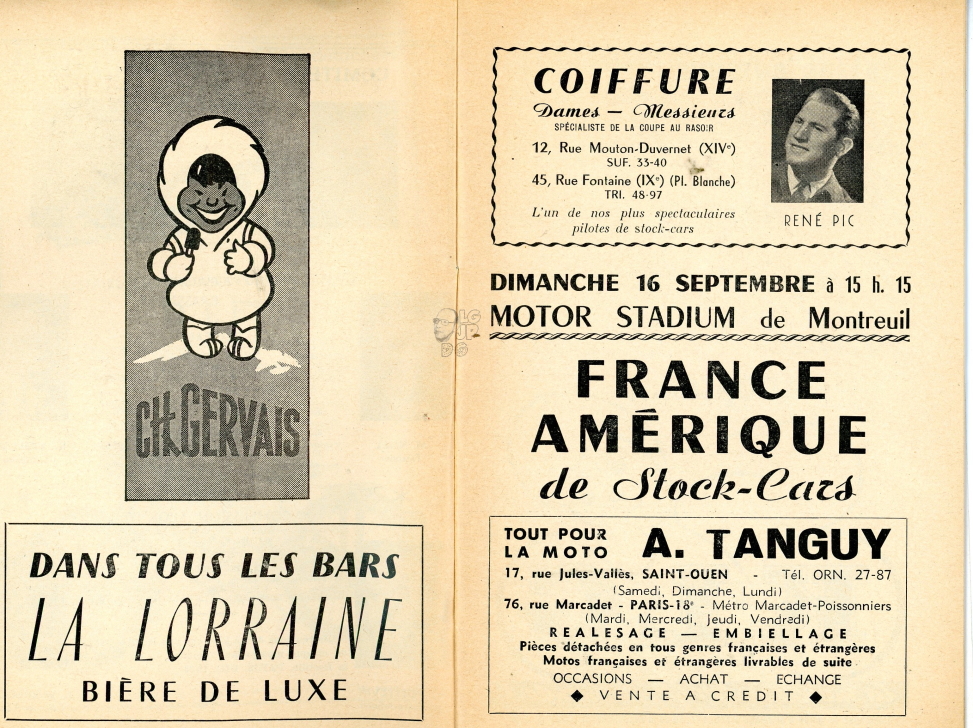 CH. GERVAIS
DANS TOUS LES BARS
LA LORRAINE
BIÈRE DE LUXE
COIFFURE
Dames — Messieurs
SPÉCIALISTE DE LA COUPE AU RASOIR
12, Rue Mouton-Duvernet (XIVe)
SUF. 33-40
45, Rue Fontaine (IXe) (Pl. Blanche)
TRI. 48-97
L'un de nos plus spectaculaires
pilotes de stock-cars
RENÉ PIC
DIMANCHE 16 SEPTEMBRE à 15 h. 15
MOTOR STADIUM de Montreuil
FRANCE
AMÉRIQUE
de Stock-Cars
TOUT POUR
LA MOTO
A. TANGUY
17, rue Jules-Vallès, SAINT-OUEN - Tél. ORN. 27-87
(Samedi, Dimanche, Lundi)
76, rue Marcadet - PARIS-18e - Métro Marcadet-Poissonniers
(Mardi, Mercredi, Jeudi, Vendredi)
REALESAGE — EMBIELLAGE
Pièces détachées en tous genres françaises et étrangères
Motos françaises et étrangères livrables de suite
OCCASIONS — ACHAT — ECHANGE
◆ VENTE A CREDIT ◆